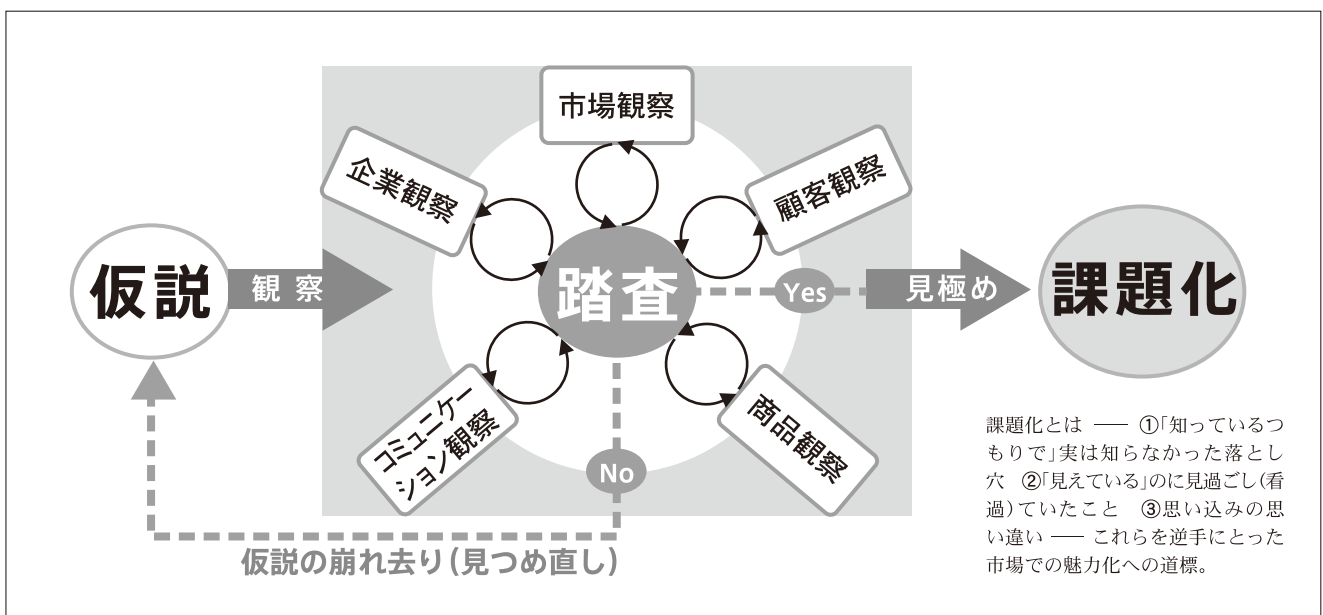 市場観察
企業観察
顧客観察
仮説
観 察
踏査
Yes
見極め
課題化
コミュニケー
ション観察
商品観察
No
仮説の崩れ去り(見つめ直し)
課題化とは ── ①「知っているつ
もりで」実は知らなかった落とし
穴 ②「見えている」のに見過ごし(看
過)ていたこと ③思い込みの思
い違い ── これらを逆手にとった
市場での魅力化への道標。